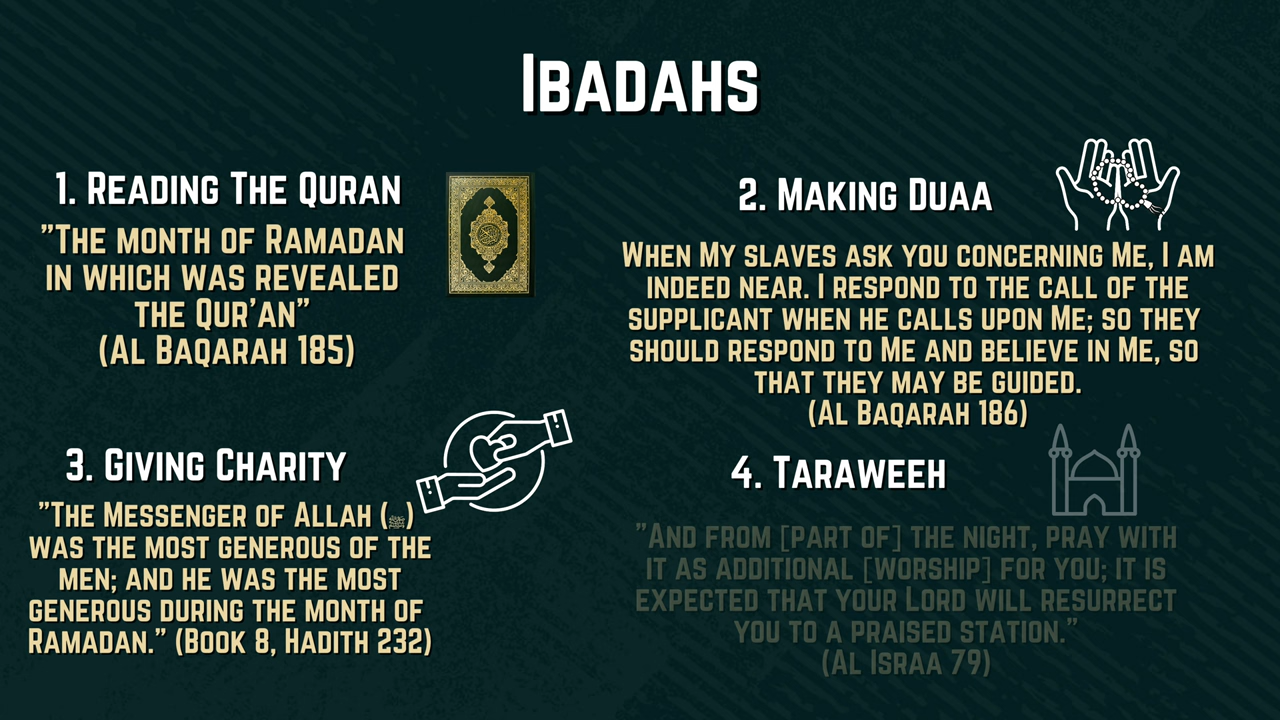 Ibadahs
1. Reading The Quran
"The month of Ramadan
in which was revealed
the Qur'an"
(Al Baqarah 185)
2. Making Duaa
When My slaves ask you concerning Me, I am
indeed near. I respond to the call of the
supplicant when he calls upon Me; so they
should respond to Me and believe in Me, so
that they may be guided.
(Al Baqarah 186)
3. Giving Charity
"The Messenger of Allah (ﷺ)
was the most generous of the
men; and he was the most
generous during the month of
Ramadan." (Book 8, Hadith 232)
4. Taraweeh
"And from [part of] the night, pray with
it as additional [worship] for you; it is
expected that your Lord will resurrect
you to a praised station."
(Al Israa 79)